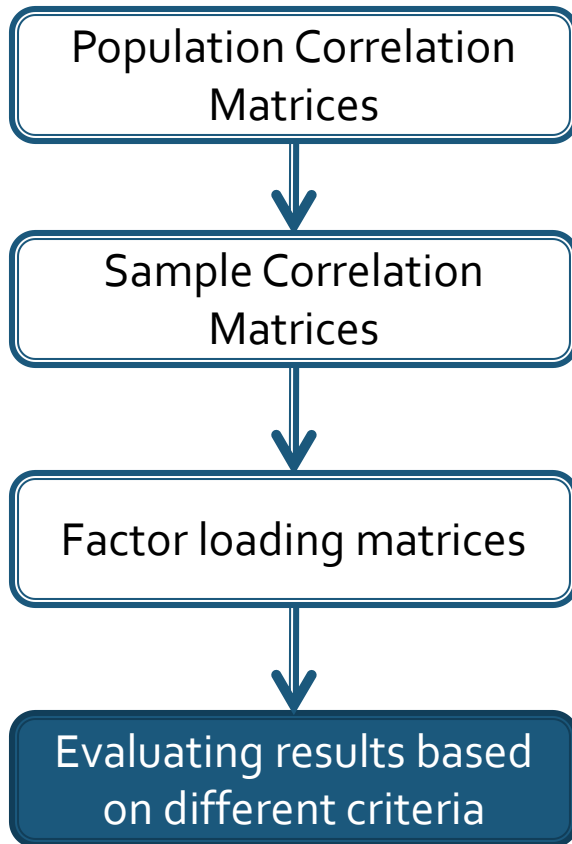 Population Correlation
Matrices
Sample Correlation
Matrices
Factor loading matrices
Evaluating results based
on different criteria